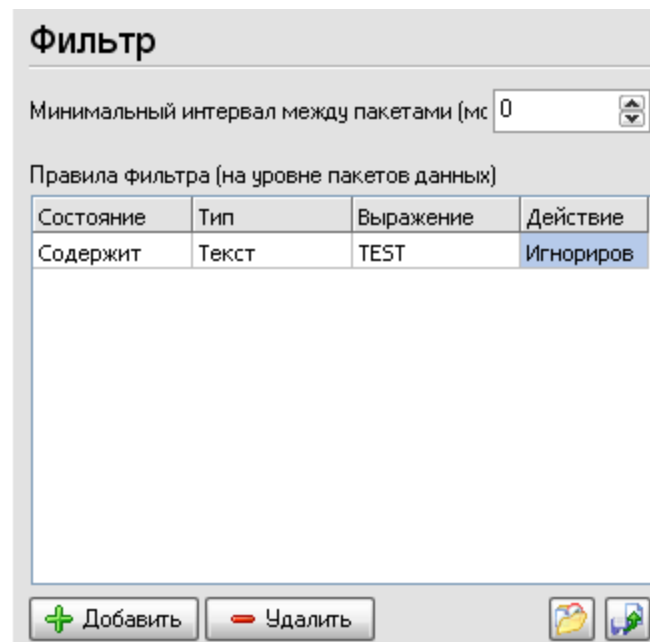 Фильтр
Минимальный интервал между пакетами (мс 0
Правила фильтра (на уровне пакетов данных)
Состояние Тип Выражение Действие
Содержит Текст TEST Игнориров
Добавить Удалить